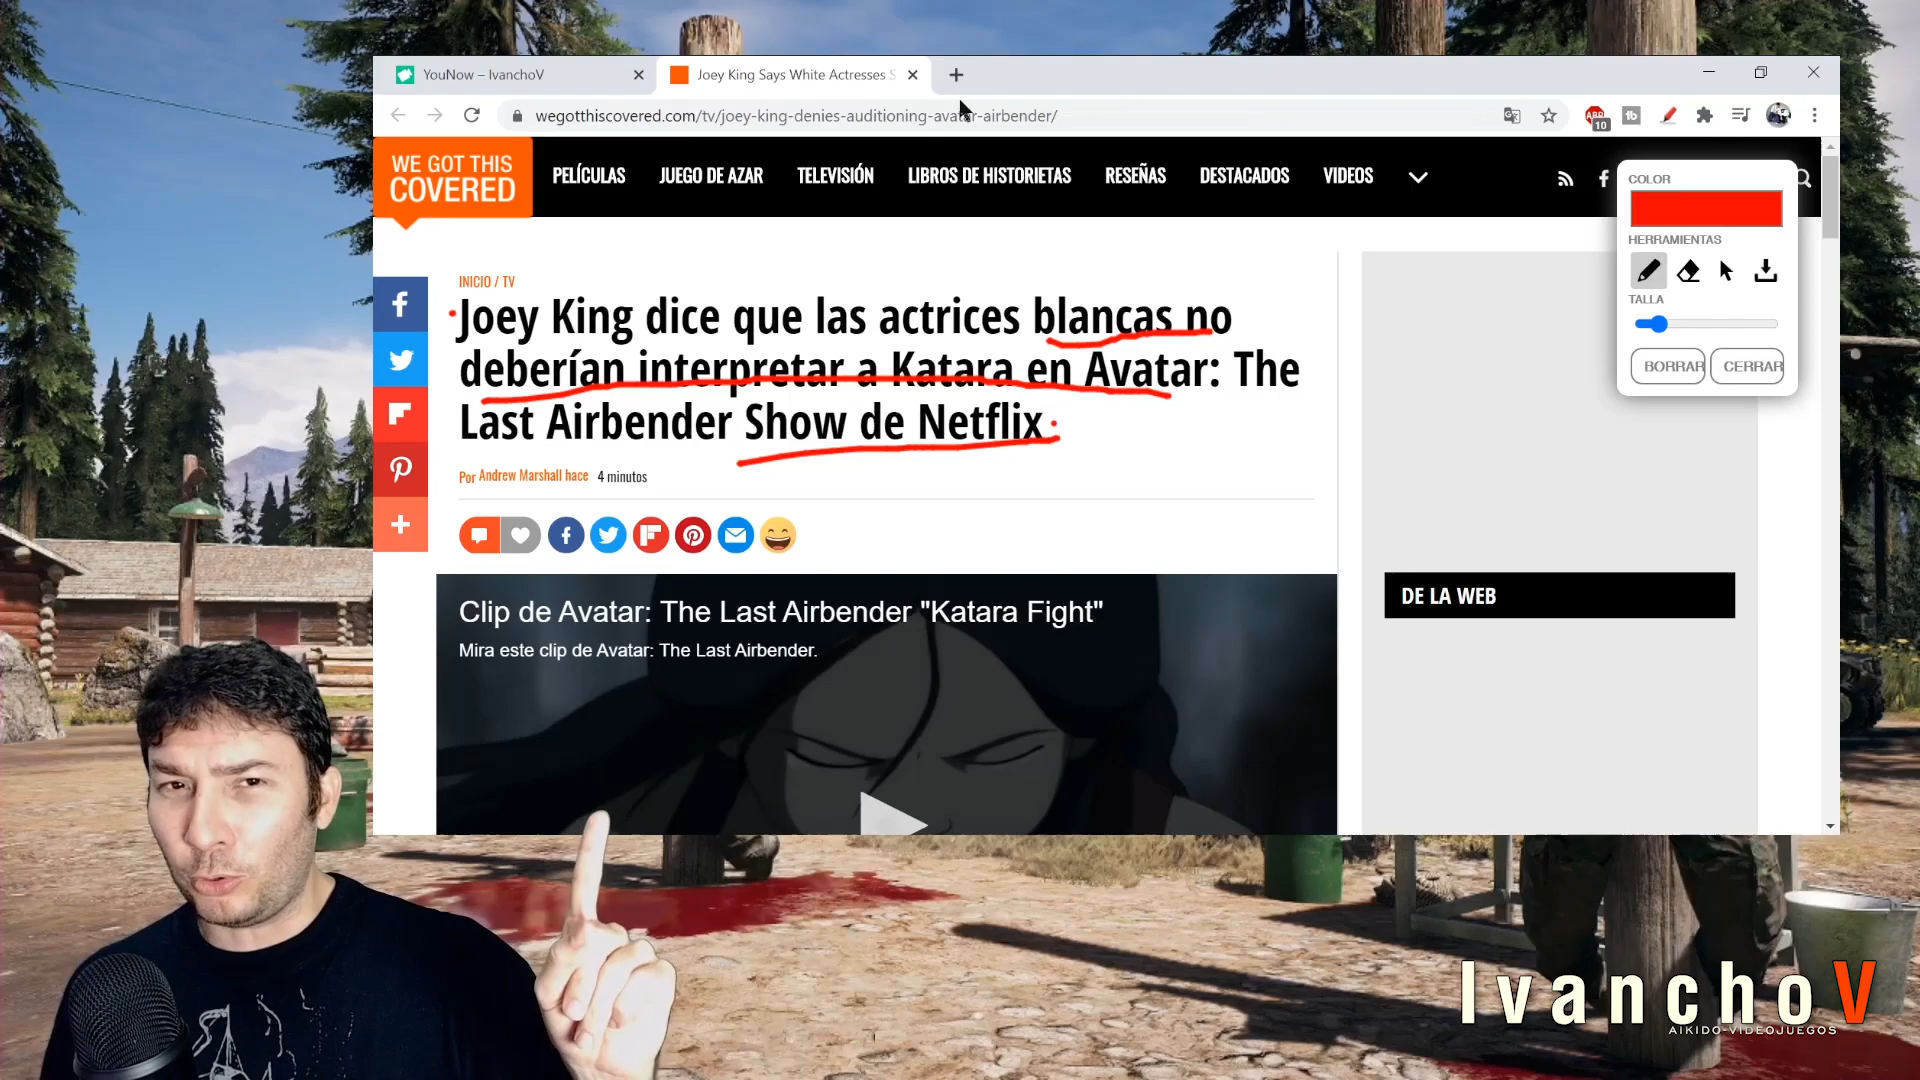 YouNow – IvanchoV
Joey King Says White Actresses S
wegotthiscovered.com/tv/joey-king-denies-auditioning-avatar-airbender/
ABP
10
tb
WE GOT THIS
COVERED
PELÍCULAS
JUEGO DE AZAR
TELEVISIÓN
LIBROS DE HISTORIETAS
RESEÑAS
DESTACADOS
VIDEOS
COLOR
HERRAMIENTAS
TALLA
BORRAR
CERRAR
INICIO / TV
Joey King dice que las actrices blancas no
deberían interpretar a Katara en Avatar: The
Last Airbender Show de Netflix
Por Andrew Marshall hace 4 minutos
Clip de Avatar: The Last Airbender "Katara Fight"
Mira este clip de Avatar: The Last Airbender.
DE LA WEB
IvanchoV
AIKIDO-VIDEOJUEGOS